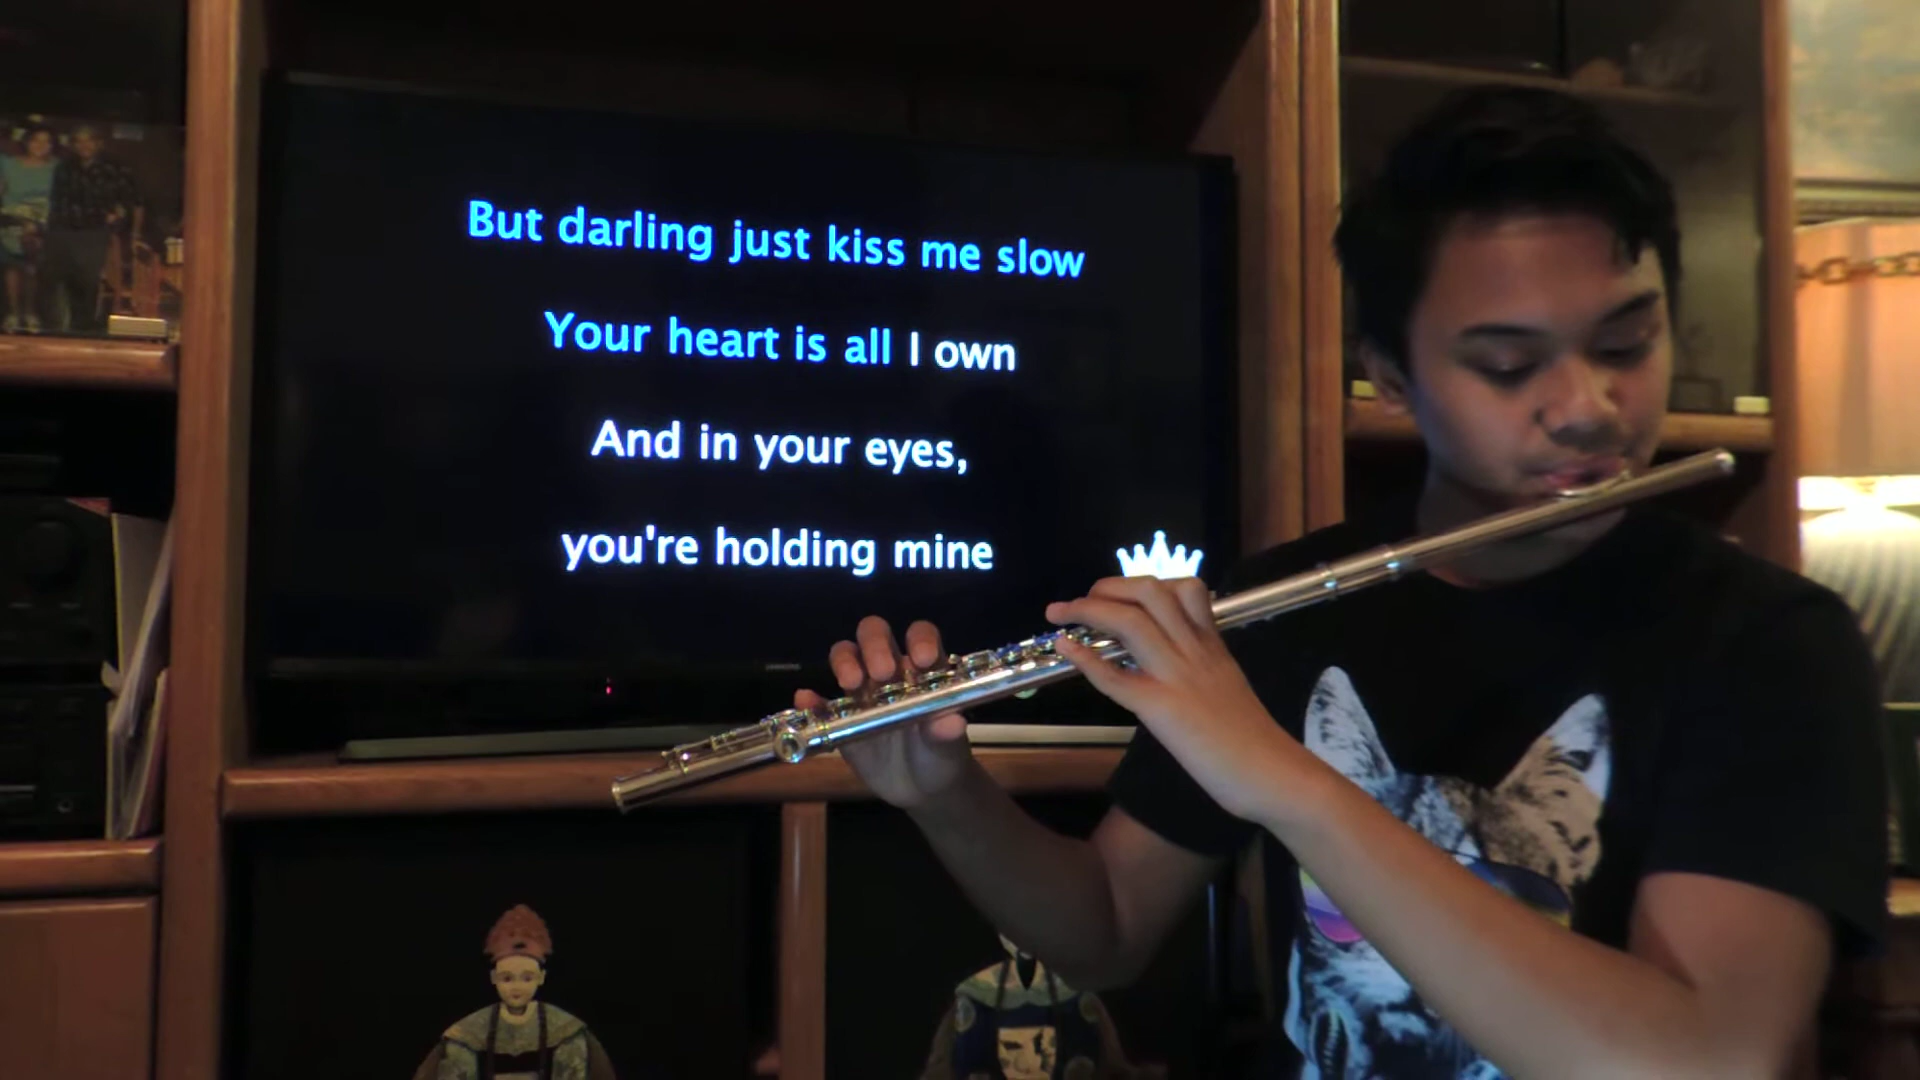 But darling just kiss me slow
Your heart is all I own
And in your eyes,
you're holding mine